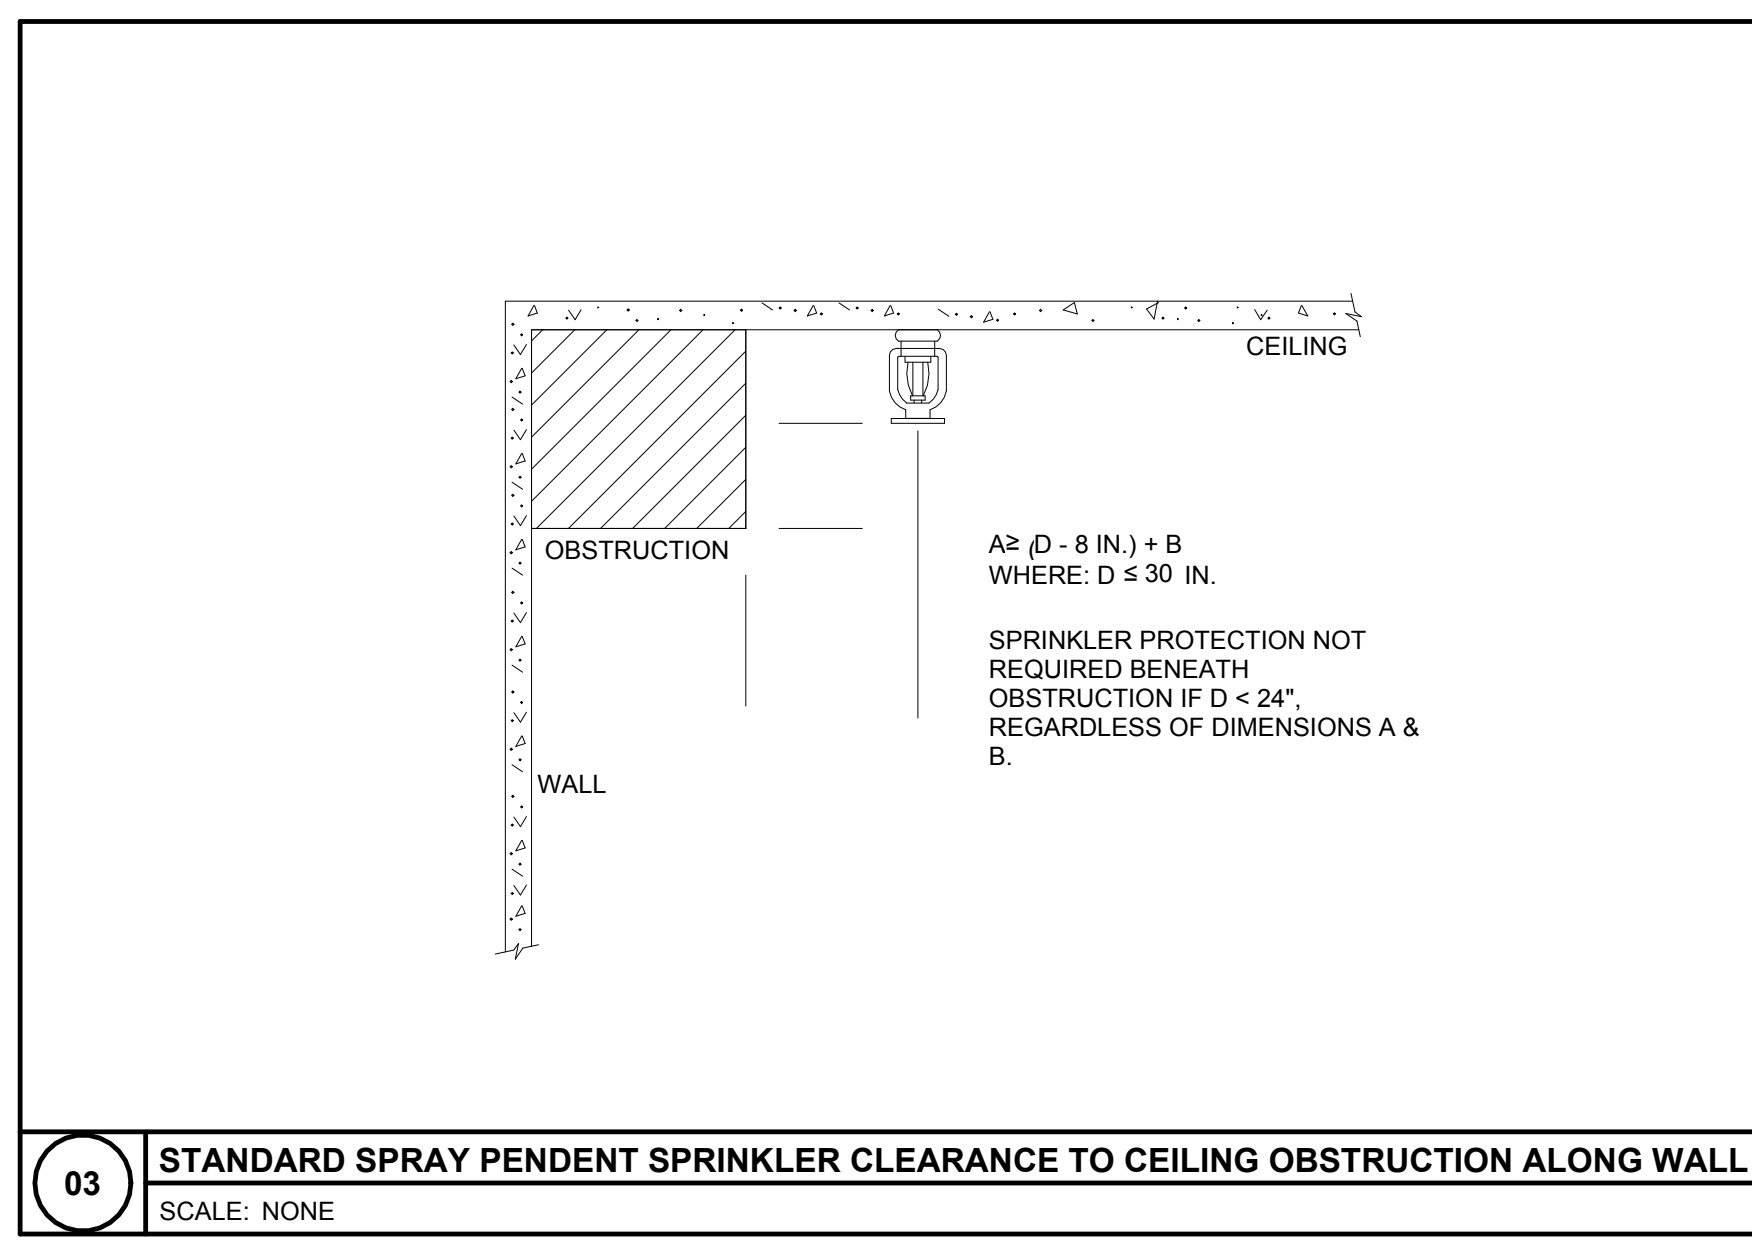 CEILING
OBSTRUCTION
A≥ (D - 8 IN.) + B
WHERE: D ≤ 30 IN.
SPRINKLER PROTECTION NOT
REQUIRED BENEATH
OBSTRUCTION IF D < 24",
REGARDLESS OF DIMENSIONS A &
B.
WALL
03
STANDARD SPRAY PENDENT SPRINKLER CLEARANCE TO CEILING OBSTRUCTION ALONG WALL
SCALE: NONE